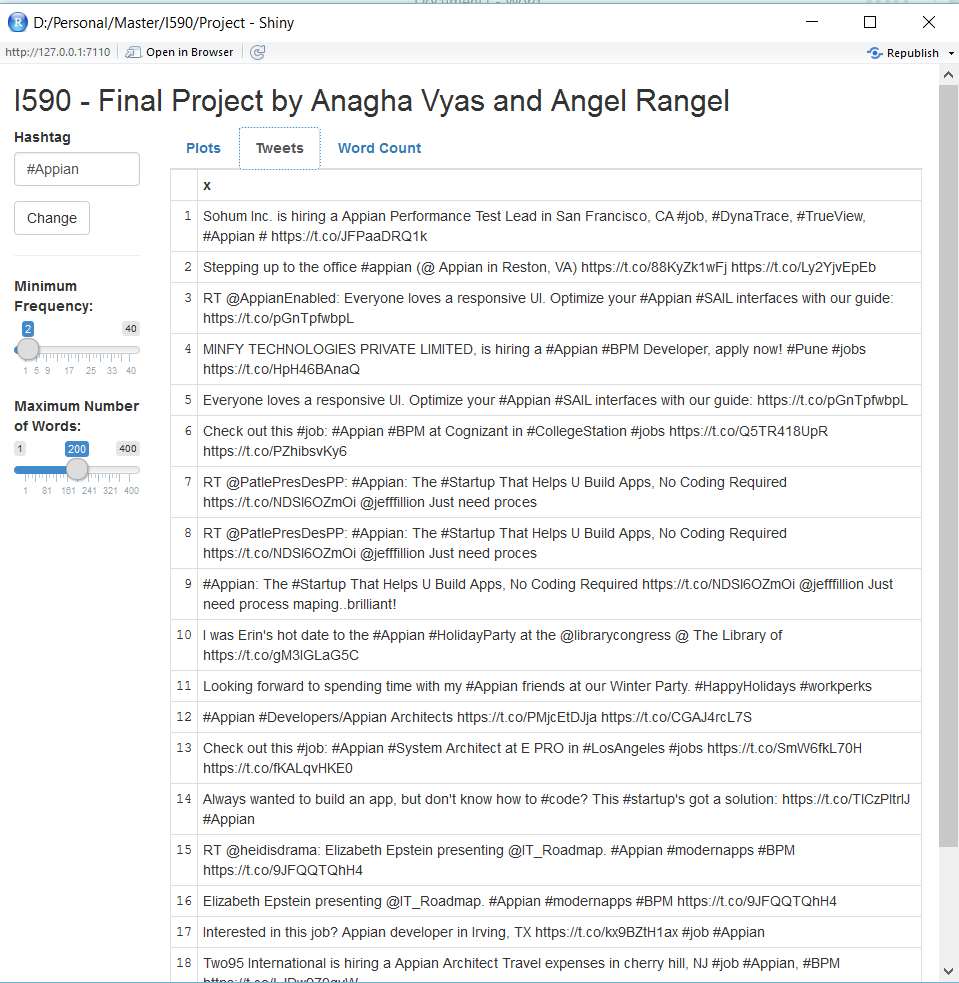 D:/Personal/Master/I590/Project - Shiny
http://127.0.0.1:7110 Open in Browser Republish
I590 - Final Project by Anagha Vyas and Angel Rangel
Hashtag
#Appian
Change
Minimum
Frequency:
2 40
1 5 9 17 25 33 40
Maximum Number
of Words:
1 200 400
1 81 161 241 321 400
Plots Tweets Word Count
x
1 Sohum Inc. is hiring a Appian Performance Test Lead in San Francisco, CA #job, #DynaTrace, #TrueView,
#Appian # https://t.co/JFPaaDRQ1k
2 Stepping up to the office #appian (@ Appian in Reston, VA) https://t.co/88KyZk1wFj https://t.co/Ly2YjvEpEb
3 RT @AppianEnabled: Everyone loves a responsive UI. Optimize your #Appian #SAIL interfaces with our guide:
https://t.co/pGnTpfwbpL
4 MINFY TECHNOLOGIES PRIVATE LIMITED, is hiring a #Appian #BPM Developer, apply now! #Pune #jobs
https://t.co/HpH46BAnaQ
5 Everyone loves a responsive UI. Optimize your #Appian #SAIL interfaces with our guide: https://t.co/pGnTpfwbpL
6 Check out this #job: #Appian #BPM at Cognizant in #CollegeStation #jobs https://t.co/Q5TR418UpR
https://t.co/PZhibsvKy6
7 RT @PatlePresDesPP: #Appian: The #Startup That Helps U Build Apps, No Coding Required
https://t.co/NDSl6OZmOi @jefffillion Just need proces
8 RT @PatlePresDesPP: #Appian: The #Startup That Helps U Build Apps, No Coding Required
https://t.co/NDSl6OZmOi @jefffillion Just need proces
9 #Appian: The #Startup That Helps U Build Apps, No Coding Required https://t.co/NDSl6OZmOi @jefffillion Just
need process maping..brilliant!
10 I was Erin's hot date to the #Appian #HolidayParty at the @librarycongress @ The Library of
https://t.co/gM3lGLaG5C
11 Looking forward to spending time with my #Appian friends at our Winter Party. #HappyHolidays #workperks
12 #Appian #Developers/Appian Architects https://t.co/PMjcEtDJja https://t.co/CGAJ4rcL7S
13 Check out this #job: #Appian #System Architect at E PRO in #LosAngeles #jobs https://t.co/SmW6fkL70H
https://t.co/fKALqvHKE0
14 Always wanted to build an app, but don't know how to #code? This #startup's got a solution: https://t.co/TlCzPltrlJ
#Appian
15 RT @heidisdrama: Elizabeth Epstein presenting @IT_Roadmap. #Appian #modernapps #BPM
https://t.co/9JFQQTQhH4
16 Elizabeth Epstein presenting @IT_Roadmap. #Appian #modernapps #BPM https://t.co/9JFQQTQhH4
17 Interested in this job? Appian developer in Irving, TX https://t.co/kx9BZtH1ax #job #Appian
18 Two95 International is hiring a Appian Architect Travel expenses in cherry hill, NJ #job #Appian, #BPM